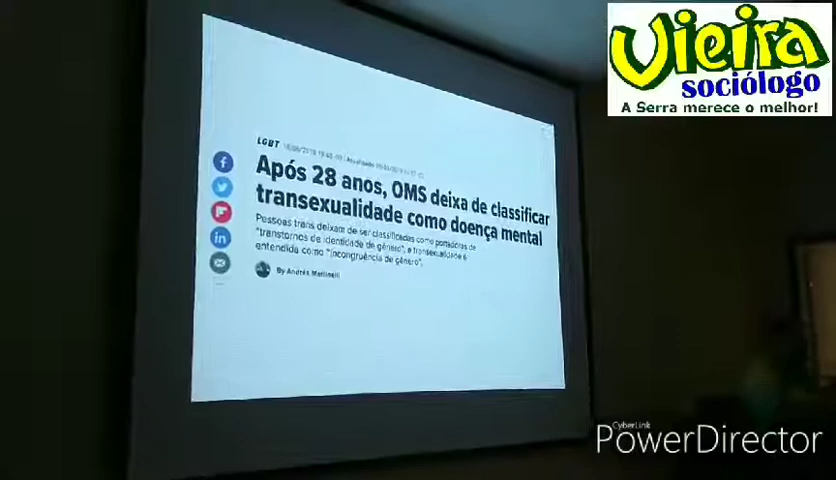 Vieira
sociólogo
A Serra merece o melhor!
LGBT
Após 28 anos, OMS deixa de classificar
transexualidade como doença mental
Pessoas trans deixam de ser classificadas como portadoras de
"transtornos de identidade de gênero", e transexualidade é
entendida como "incongruência de gênero".
By Andréa Martinelli
CyberLink
PowerDirector